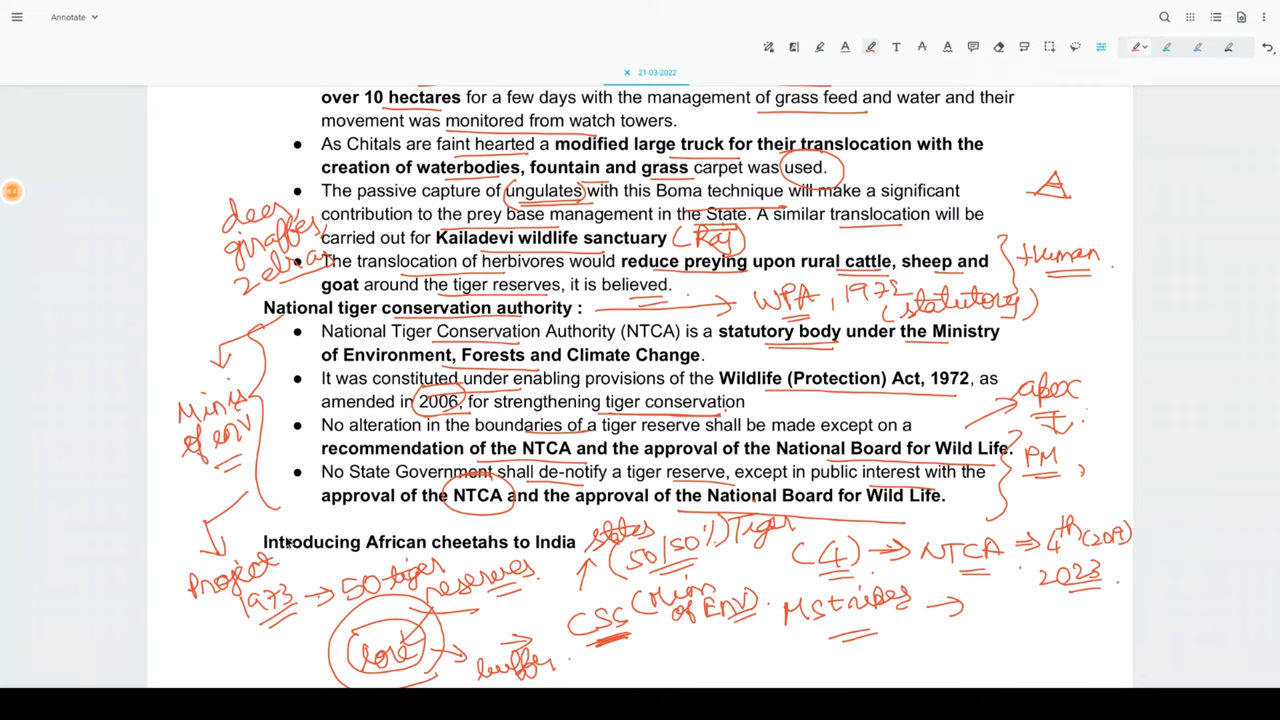 Annotate
21-03-2022
over 10 hectares for a few days with the management of grass feed and water and their
movement was monitored from watch towers.
As Chitals are faint hearted a modified large truck for their translocation with the
creation of waterbodies, fountain and grass carpet was used.
The passive capture of ungulates with this Boma technique will make a significant
contribution to the prey base management in the State. A similar translocation will be
carried out for Kailadevi wildlife sanctuary (Raj)
The translocation of herbivores would reduce preying upon rural cattle, sheep and
goat around the tiger reserves, it is believed.
deer,
giraffes,
Human
National tiger conservation authority :
WPA, 1972
(statutory)
National Tiger Conservation Authority (NTCA) is a statutory body under the Ministry
of Environment, Forests and Climate Change.
It was constituted under enabling provisions of the Wildlife (Protection) Act, 1972, as
amended in 2006, for strengthening tiger conservation
No alteration in the boundaries of a tiger reserve shall be made except on a
recommendation of the NTCA and the approval of the National Board for Wild Life.
No State Government shall de-notify a tiger reserve, except in public interest with the
approval of the NTCA and the approval of the National Board for Wild Life.
Minis
of ENV
apex
PM
Introducing African cheetahs to India
states
(50/50%)
Tiger
(4)
NTCA
4th
2023
Project
1973
50 tiger
reserves
core
buffer
CSS (Min
of ENV)
MStripes